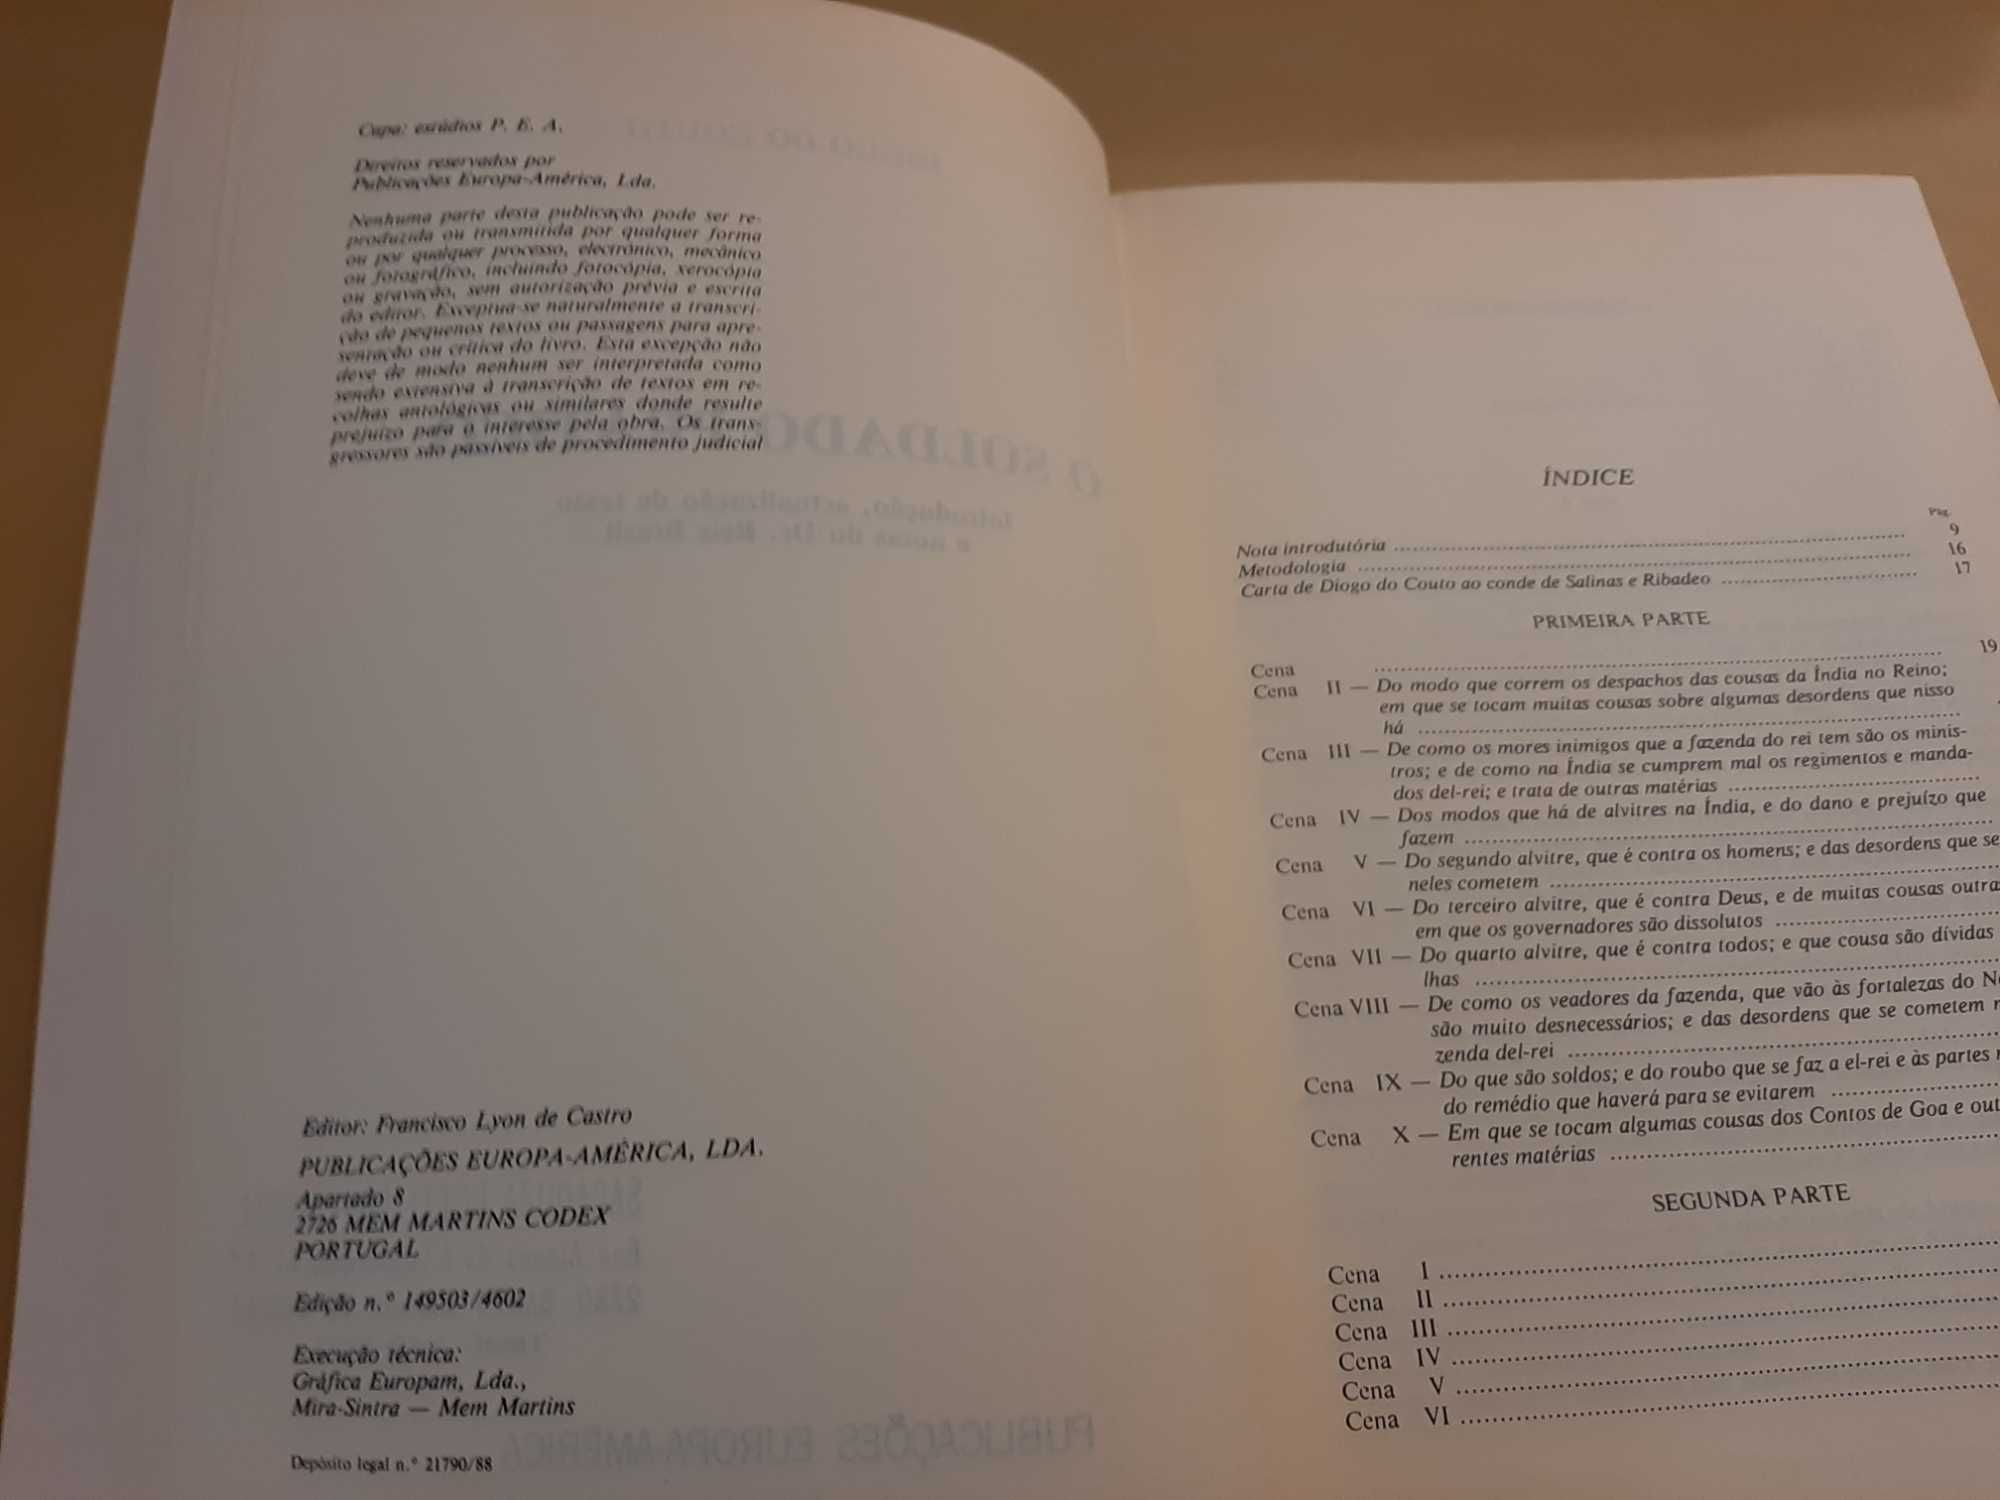 Capa: estúdios P. E. A.
Direitos reservados por
Publicações Europa-América, Lda.
Nenhuma parte desta publicação pode ser re-
produzida ou transmitida por qualquer forma
ou por qualquer processo, electrónico, mecânico
ou fotográfico, incluindo fotocópia, xerocópia
ou gravação, sem autorização prévia e escrita
do editor. Exceptua-se naturalmente a transcri-
ção de pequenos textos ou passagens para apre-
sentação ou crítica do livro. Esta excepção não
deve de modo nenhum ser interpretada como
sendo extensiva à transcrição de textos em re-
colhas antológicas ou similares donde resulte
prejuízo para o interesse pela obra. Os trans-
gressores são passíveis de procedimento judicial
Editor: Francisco Lyon de Castro
PUBLICAÇÕES EUROPA-AMÉRICA, LDA.
Apartado 8
2726 MEM MARTINS CODEX
PORTUGAL
Edição n.º 149503/4602
Execução técnica:
Gráfica Europam, Lda.,
Mira-Sintra — Mem Martins
Depósito legal n.º 21790/88
ÍNDICE
Pág.
Nota introdutória ........ 9
Metodologia ........ 16
Carta de Diogo do Couto ao conde de Salinas e Ribadeo ........ 17
PRIMEIRA PARTE
Cena ........ 19
Cena II — Do modo que correm os despachos das cousas da Índia no Reino;
em que se tocam muitas cousas sobre algumas desordens que nisso
há ........
Cena III — De como os mores inimigos que a fazenda do rei tem são os minis-
tros; e de como na Índia se cumprem mal os regimentos e manda-
dos del-rei; e trata de outras matérias ........
Cena IV — Dos modos que há de alvitres na Índia, e do dano e prejuízo que
fazem ........
Cena V — Do segundo alvitre, que é contra os homens; e das desordens que se
neles cometem ........
Cena VI — Do terceiro alvitre, que é contra Deus, e de muitas cousas outra
em que os governadores são dissolutos ........
Cena VII — Do quarto alvitre, que é contra todos; e que cousa são dívidas
lhas ........
Cena VIII — De como os veadores da fazenda, que vão às fortalezas do N
são muito desnecessários; e das desordens que se cometem
zenda del-rei ........
Cena IX — Do que são soldos; e do roubo que se faz a el-rei e às partes
do remédio que haverá para se evitarem ........
Cena X — Em que se tocam algumas cousas dos Contos de Goa e out
rentes matérias ........
SEGUNDA PARTE
Cena I ........
Cena II ........
Cena III ........
Cena IV ........
Cena V ........
Cena VI ........